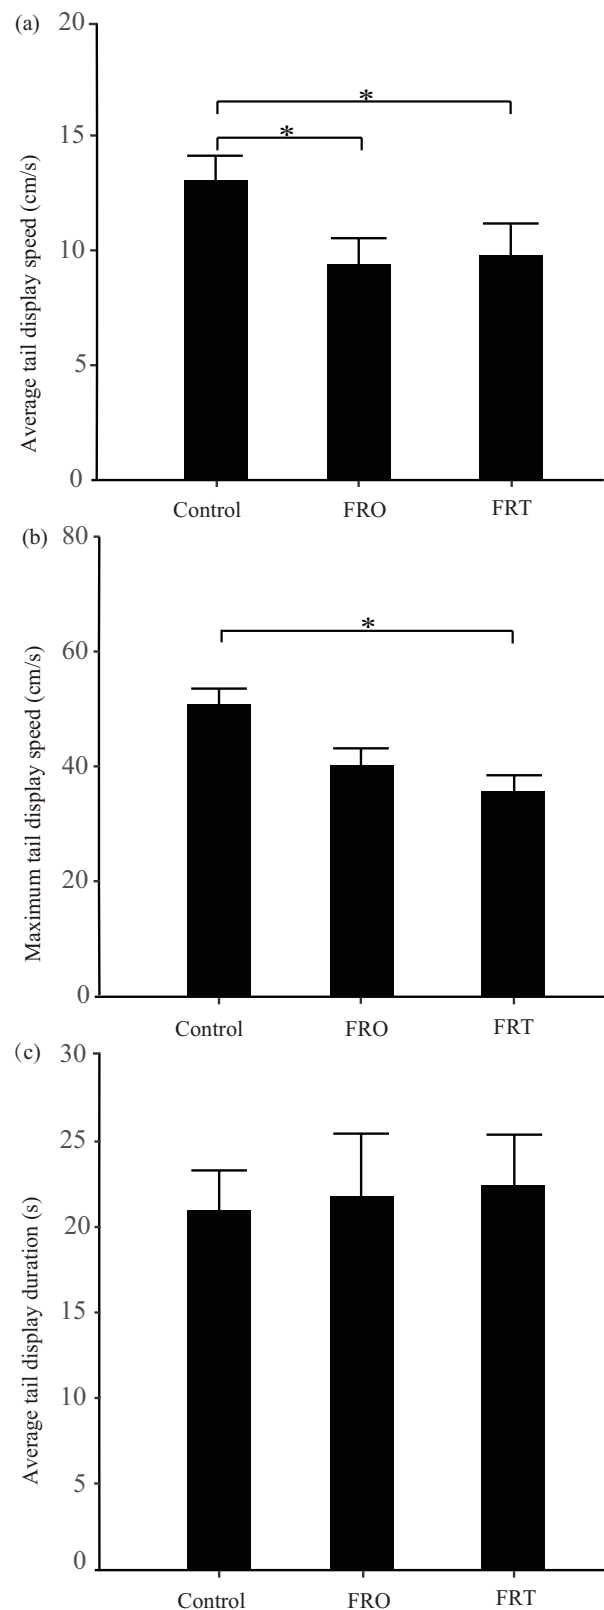 (a)
Average tail display speed (cm/s)
20
15
10
5
0
*
*
Control FRO FRT
(b)
Maximum tail display speed (cm/s)
80
60
40
20
0
*
Control FRO FRT
(c)
Average tail display duration (s)
30
25
20
15
10
5
0
Control FRO FRT